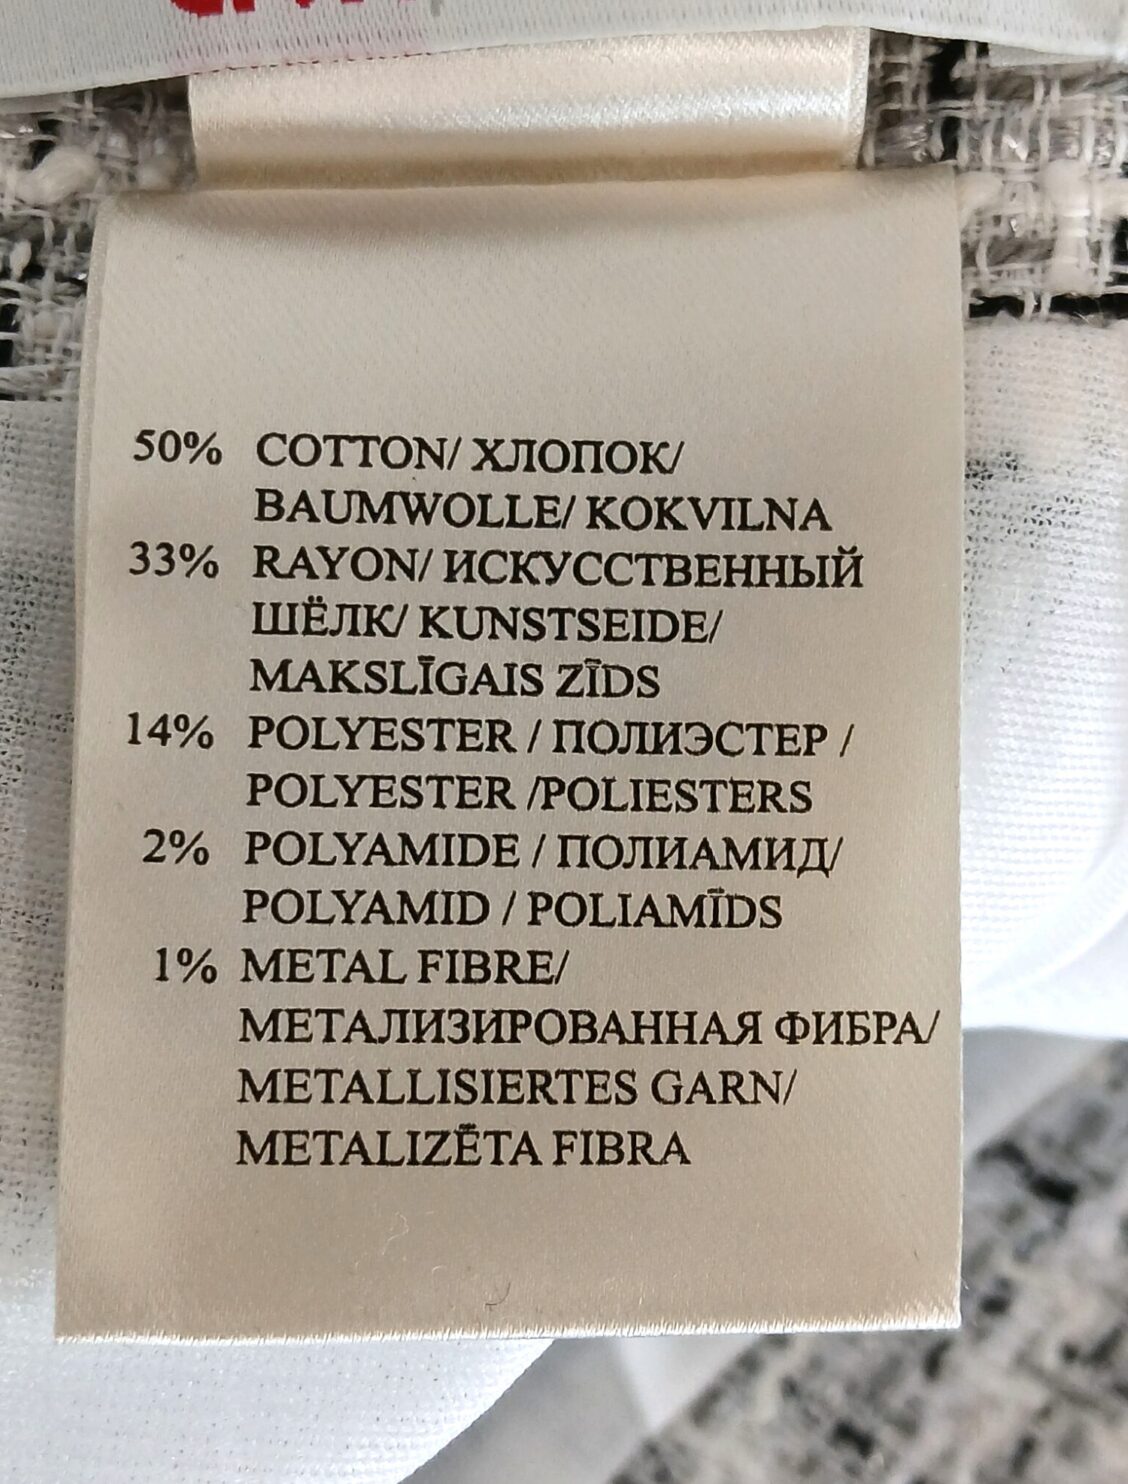 50% COTTON/ ХЛОПОК/
BAUMWOLLE/ KOKVILNA
33% RAYON/ ИСКУССТВЕННЫЙ
ШЁЛК/ KUNSTSEIDE/
MAKSLĪGAIS ZĪDS
14% POLYESTER / ПОЛИЭСТЕР /
POLYESTER /POLIESTERS
2% POLYAMIDE / ПОЛИАМИД/
POLYAMID / POLIAMĪDS
1% METAL FIBRE/
МЕТАЛИЗИРОВАННАЯ ФИБРА/
METALLISIERTES GARN/
METALIZĒTA FIBRA